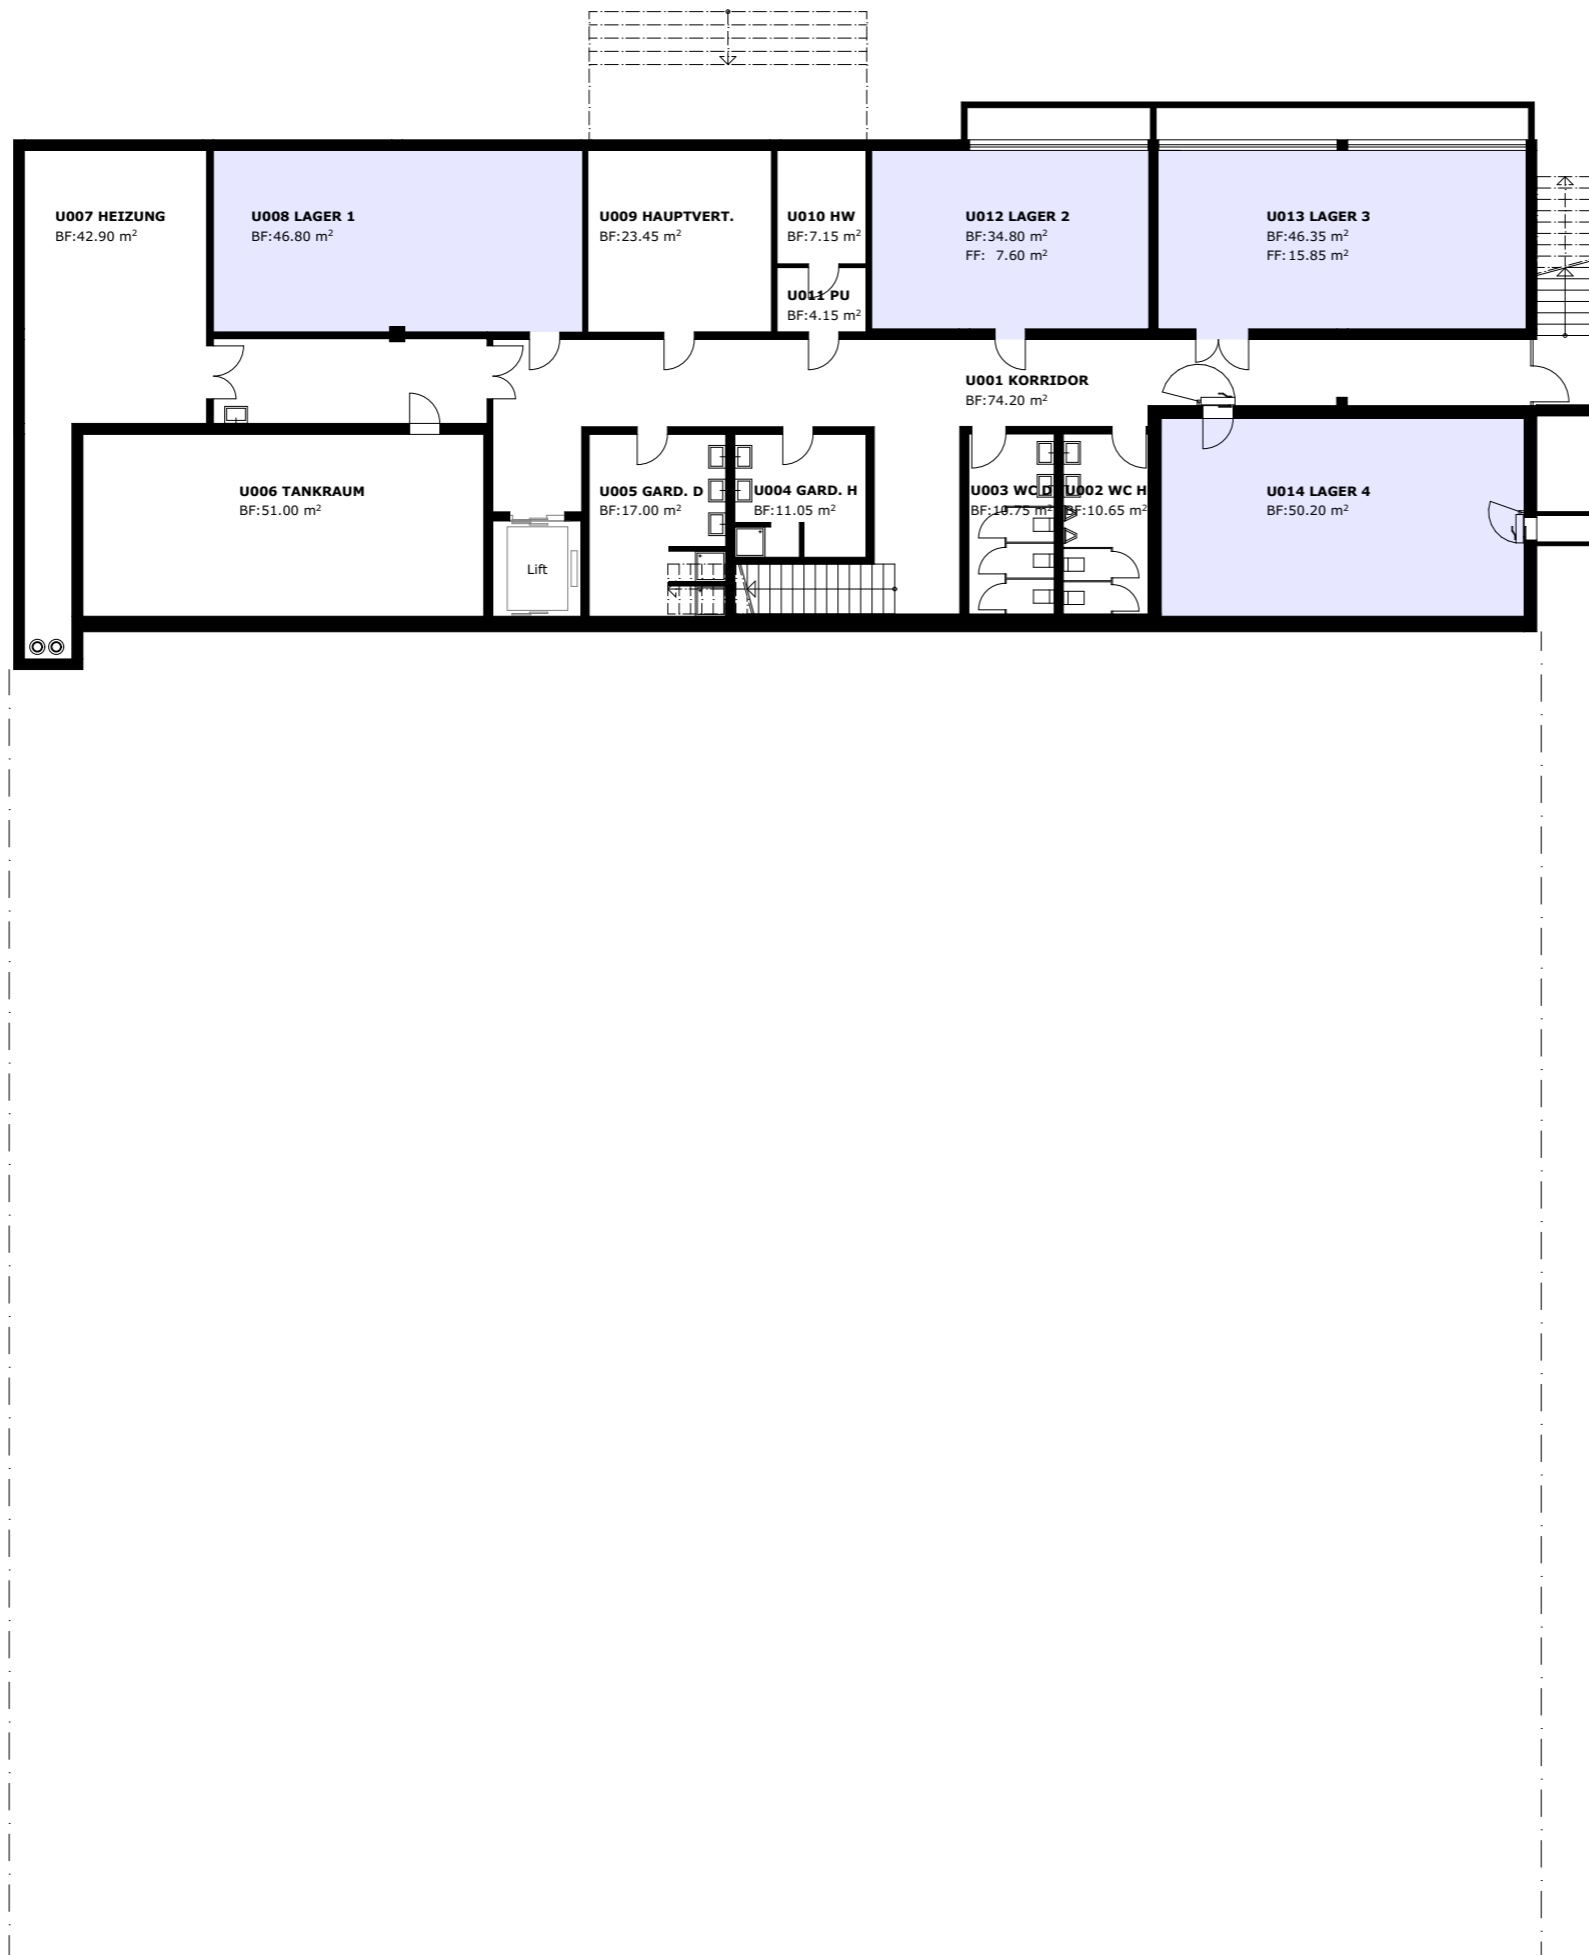 U007 HEIZUNG
BF:42.90 m²
U008 LAGER 1
BF:46.80 m²
U009 HAUPTVERT.
BF:23.45 m²
U010 HW
BF:7.15 m²
U011 PU
BF:4.15 m²
U012 LAGER 2
BF:34.80 m²
FF: 7.60 m²
U013 LAGER 3
BF:46.35 m²
FF:15.85 m²
U001 KORRIDOR
BF:74.20 m²
U006 TANKRAUM
BF:51.00 m²
Lift
U005 GARD. D
BF:17.00 m²
U004 GARD. H
BF:11.05 m²
U003 WC D
BF:10.75 m²
U002 WC H
BF:10.65 m²
U014 LAGER 4
BF:50.20 m²